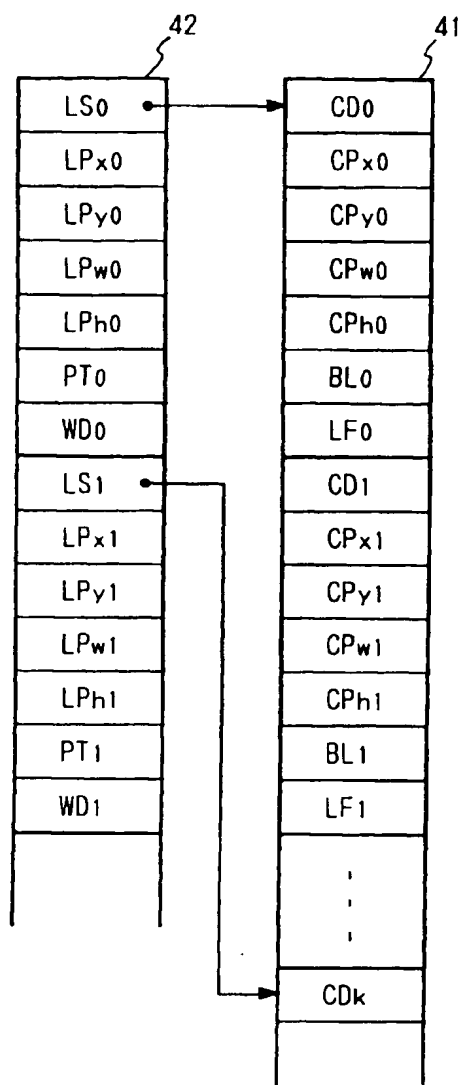 42
LS0
LPx0
LPy0
LPw0
LPh0
PT0
WD0
LS1
LPx1
LPy1
LPw1
LPh1
PT1
WD1
41
CD0
CPx0
CPy0
CPw0
CPh0
BL0
LF0
CD1
CPx1
CPy1
CPw1
CPh1
BL1
LF1
CDk